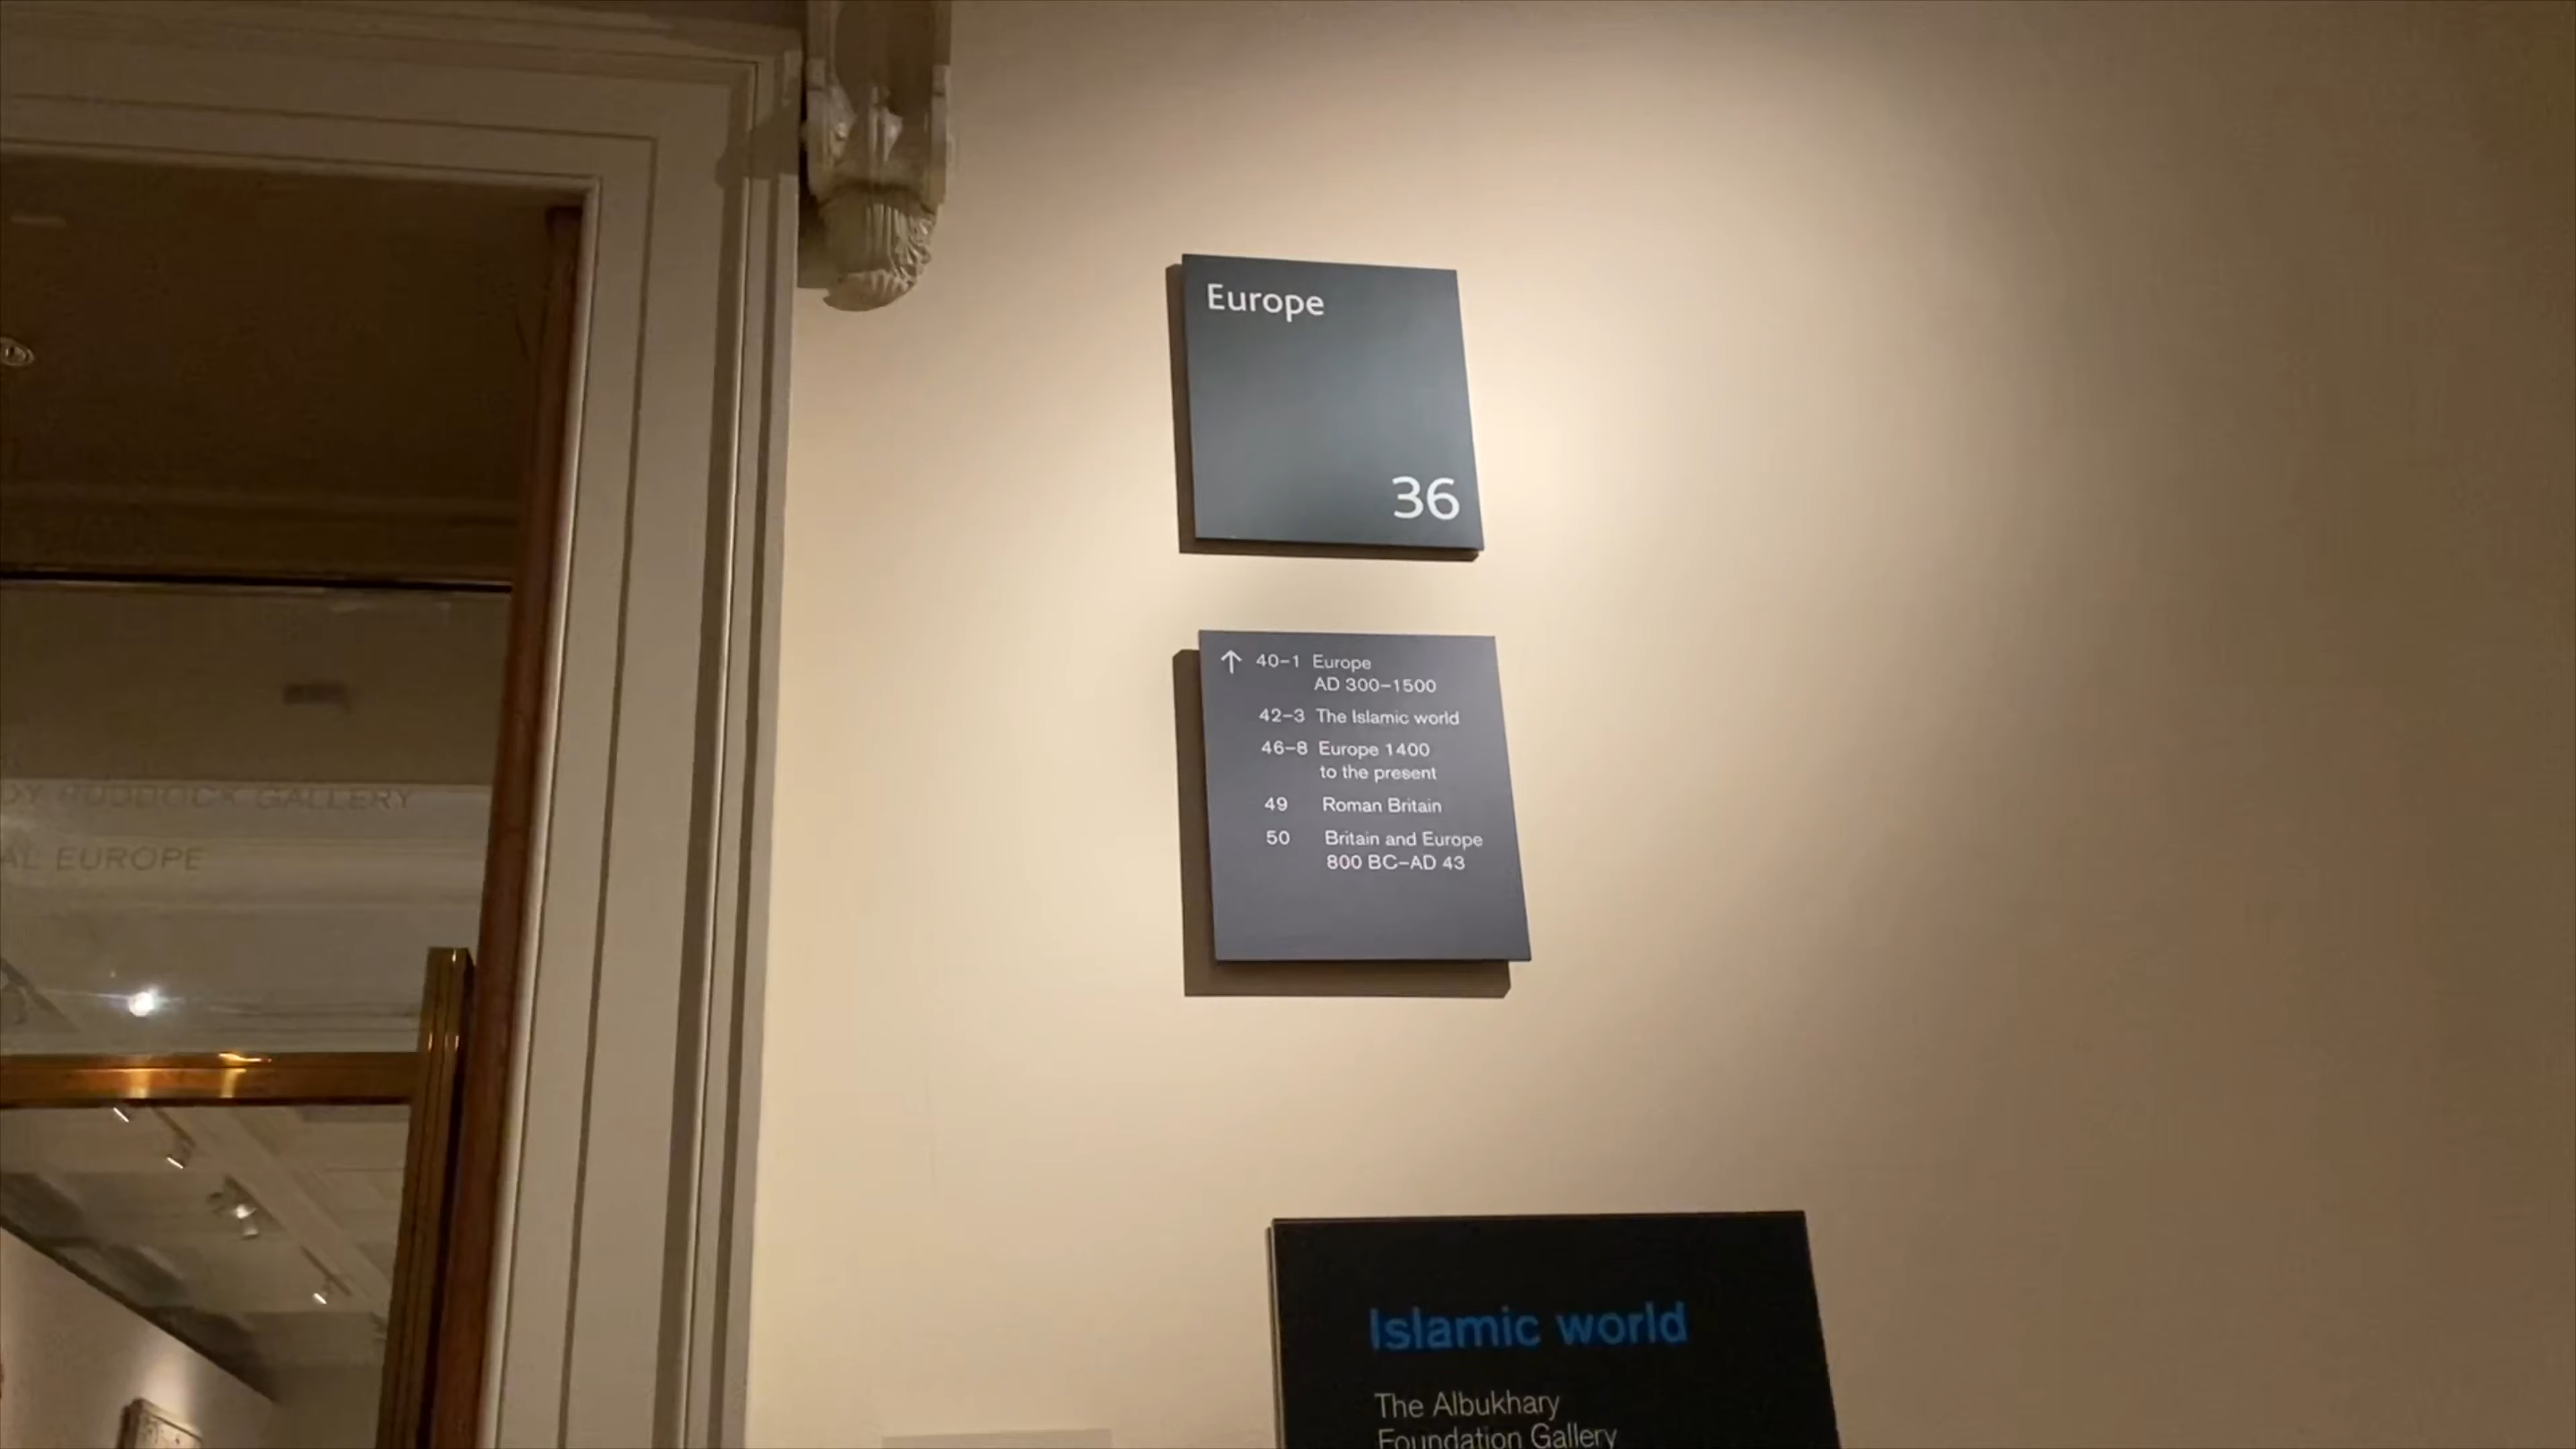 Europe
36
↑ 40–1 Europe
AD 300–1500
42–3 The Islamic world
46–8 Europe 1400
to the present
49 Roman Britain
50 Britain and Europe
800 BC–AD 43
RUDDOCK GALLERY
EUROPE
Islamic world
The Albukhary
Foundation Gallery